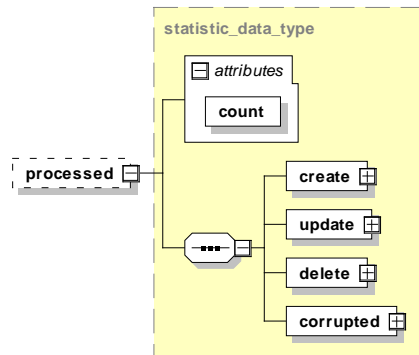 statistic_data_type
attributes
count
processed
create
update
delete
corrupted